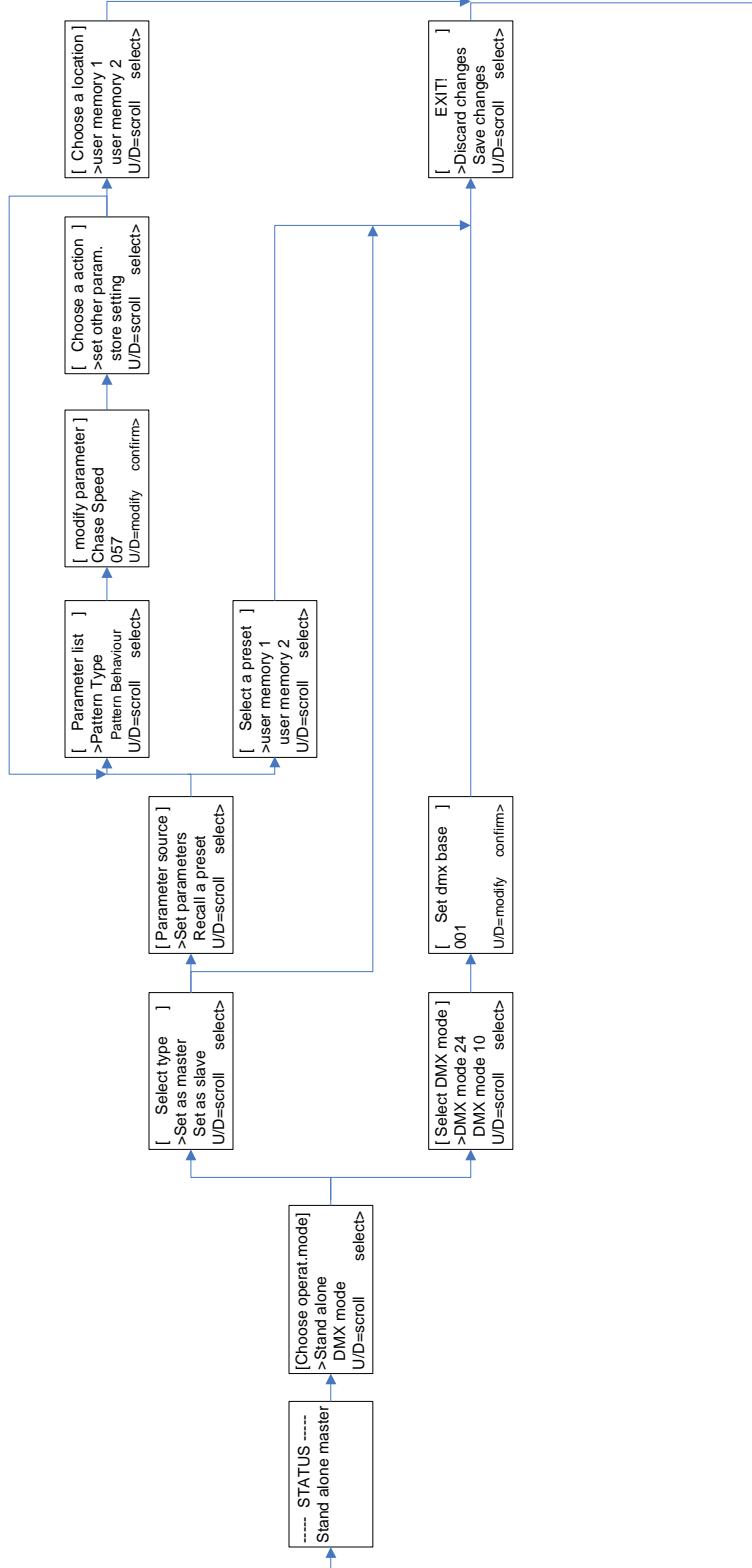 ----- STATUS -----
Stand alone master
[Choose operat.mode]
>Stand alone
DMX mode
U/D=scroll select>
[ Select type ]
>Set as master
Set as slave
U/D=scroll select>
[Parameter source ]
>Set parameters
Recall a preset
U/D=scroll select>
[ Parameter list ]
>Pattern Type
Pattern Behaviour
U/D=scroll select>
[ modify parameter ]
Chase Speed
057
U/D=modify confirm>
[ Choose a action ]
>set other param.
store setting
U/D=scroll select>
[ Choose a location ]
>user memory 1
user memory 2
U/D=scroll select>
[ Select a preset ]
>user memory 1
user memory 2
U/D=scroll select>
[ Select DMX mode ]
>DMX mode 24
DMX mode 10
U/D=scroll select>
[ Set dmx base ]
001
U/D=modify confirm>
[ EXIT! ]
>Discard changes
Save changes
U/D=scroll select>